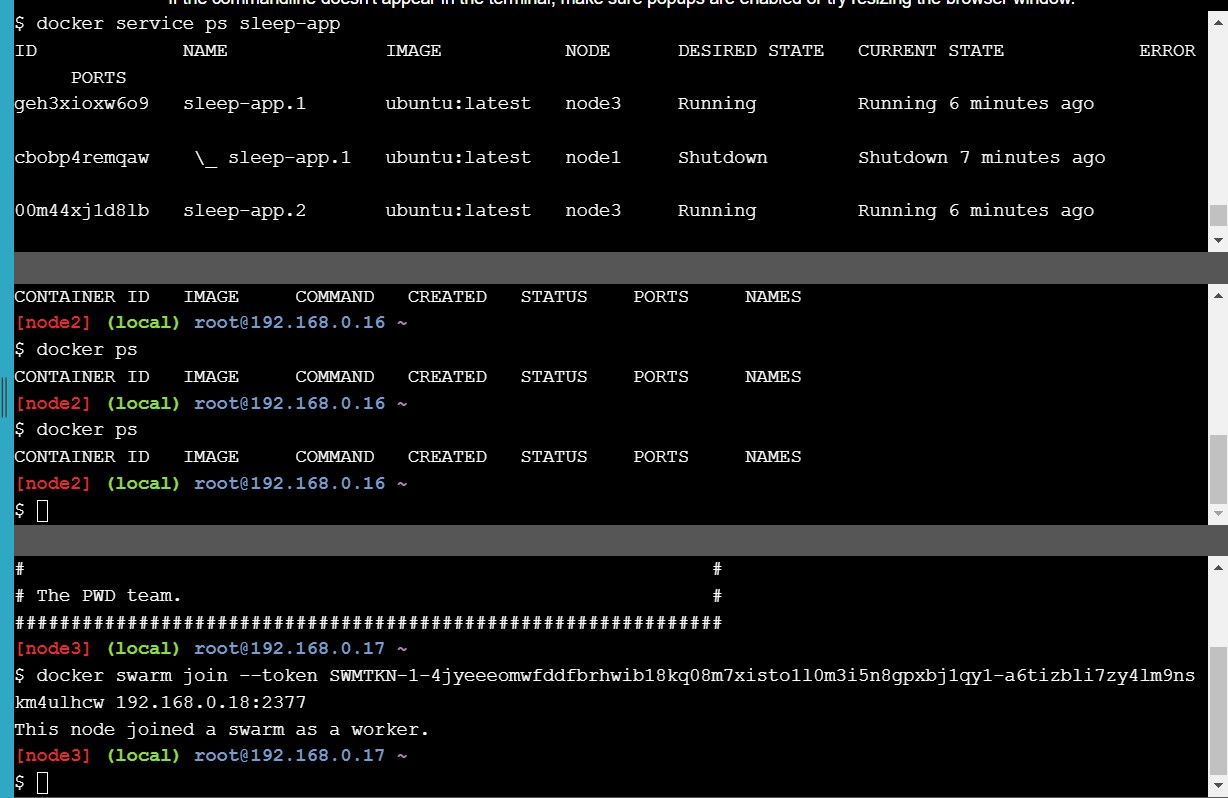 If the commandline doesn't appear in the terminal, make sure popups are enabled or try resizing the browser window.
$ docker service ps sleep-app
ID NAME IMAGE NODE DESIRED STATE CURRENT STATE ERROR
PORTS
geh3xioxw6o9 sleep-app.1 ubuntu:latest node3 Running Running 6 minutes ago
cbobp4remqaw \_ sleep-app.1 ubuntu:latest node1 Shutdown Shutdown 7 minutes ago
00m44xj1d8lb sleep-app.2 ubuntu:latest node3 Running Running 6 minutes ago
CONTAINER ID IMAGE COMMAND CREATED STATUS PORTS NAMES
[node2] (local) root@192.168.0.16 ~
$ docker ps
CONTAINER ID IMAGE COMMAND CREATED STATUS PORTS NAMES
[node2] (local) root@192.168.0.16 ~
$ docker ps
CONTAINER ID IMAGE COMMAND CREATED STATUS PORTS NAMES
[node2] (local) root@192.168.0.16 ~
$
# #
# The PWD team. #
###############################################################
[node3] (local) root@192.168.0.17 ~
$ docker swarm join --token SWMTKN-1-4jyeeeomwfddfbrhwib18kq08m7xisto1l0m3i5n8gpxbj1qy1-a6tizbli7zy4lm9ns
km4ulhcw 192.168.0.18:2377
This node joined a swarm as a worker.
[node3] (local) root@192.168.0.17 ~
$